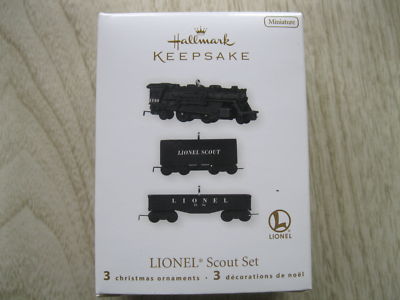 Miniature
Hallmark
KEEPSAKE
LIONEL SCOUT
LIONEL
L
LIONEL
LIONEL® Scout Set
3 christmas ornaments • 3 décorations de noël